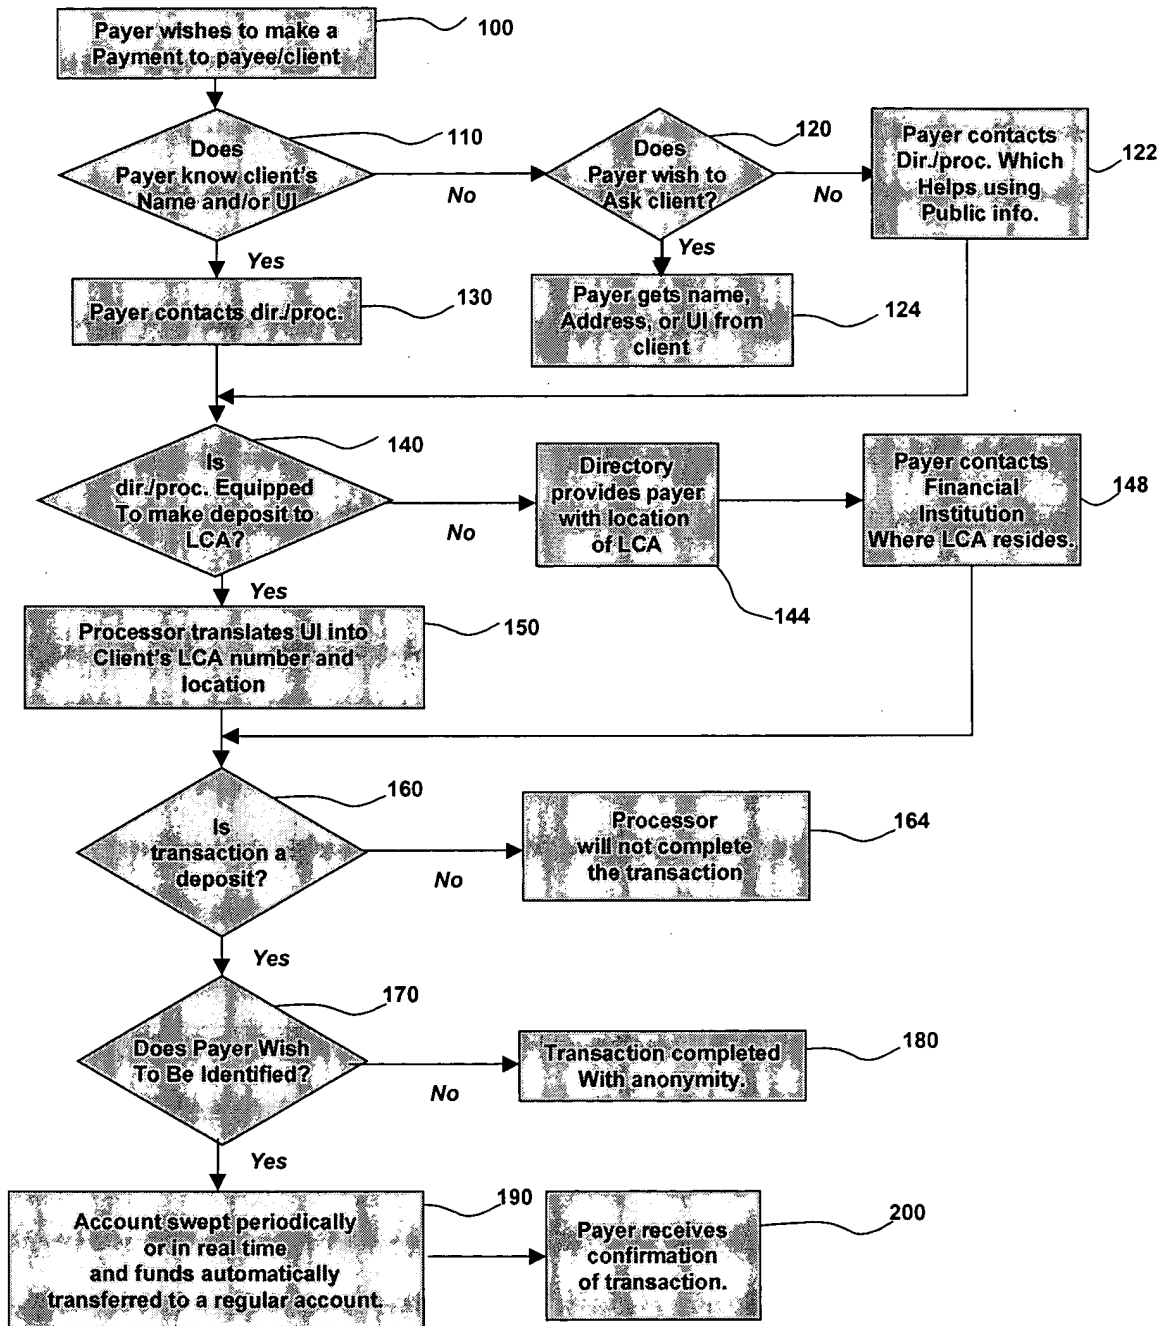 Payer wishes to make a
Payment to payee/client
100
Does
Payer know client's
Name and/or UI
110
No
Does
Payer wish to
Ask client?
120
No
Payer contacts
Dir./proc. Which
Helps using
Public info.
122
Yes
Yes
Payer contacts dir./proc.
130
Payer gets name,
Address, or UI from
client
124
Is
dir./proc. Equipped
To make deposit to
LCA?
140
No
Directory
provides payer
with location
of LCA
144
Payer contacts
Financial
Institution
Where LCA resides.
148
Yes
Processor translates UI into
Client's LCA number and
location
150
Is
transaction a
deposit?
160
No
Processor
will not complete
the transaction
164
Yes
Does Payer Wish
To Be Identified?
170
No
Transaction completed
With anonymity.
180
Yes
Account swept periodically
or in real time
and funds automatically
transferred to a regular account.
190
Payer receives
confirmation
of transaction.
200